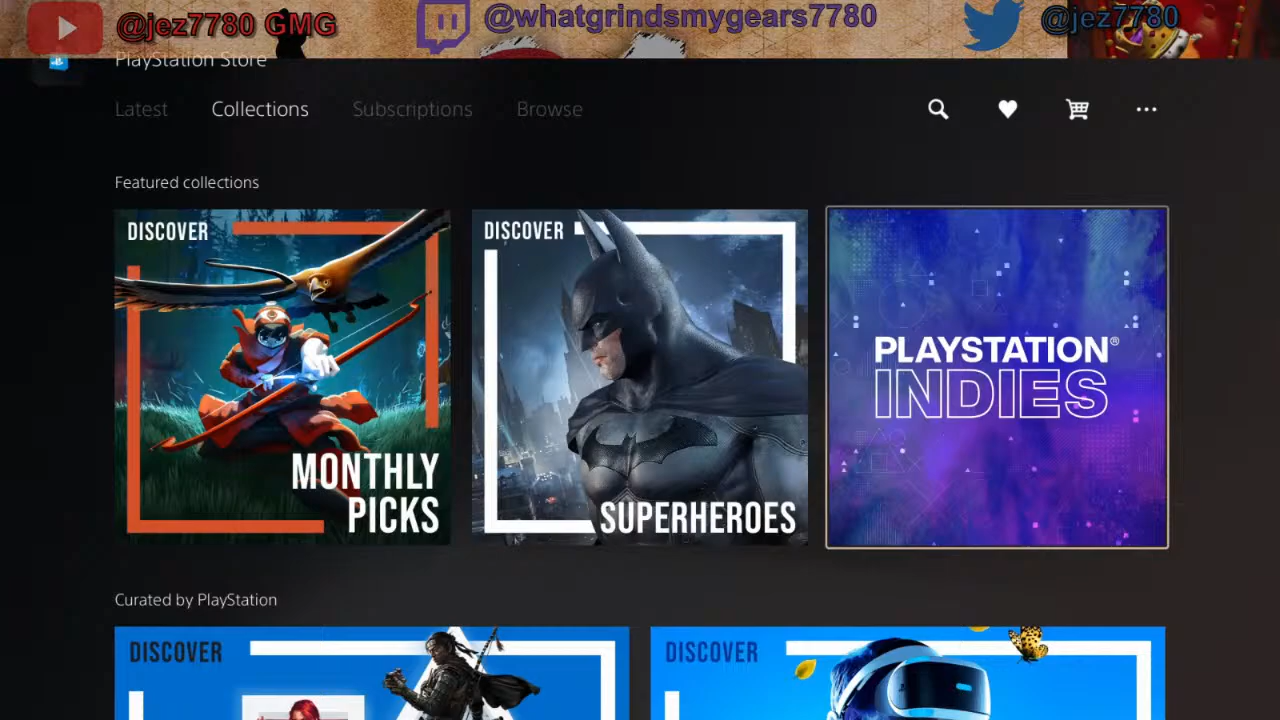 @jez7780 GMG
@whatgrindsmygears7780
@jez7780
PlayStation Store
Latest
Collections
Subscriptions
Browse
Featured collections
DISCOVER
MONTHLY
PICKS
DISCOVER
SUPERHEROES
PLAYSTATION®
INDIES
Curated by PlayStation
DISCOVER
DISCOVER